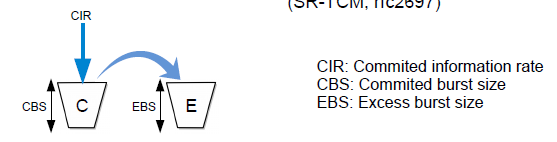 (SR-TCM, rfc2697)
CIR
CIR: Commited information rate
CBS: Commited burst size
EBS: Excess burst size
CBS C EBS E